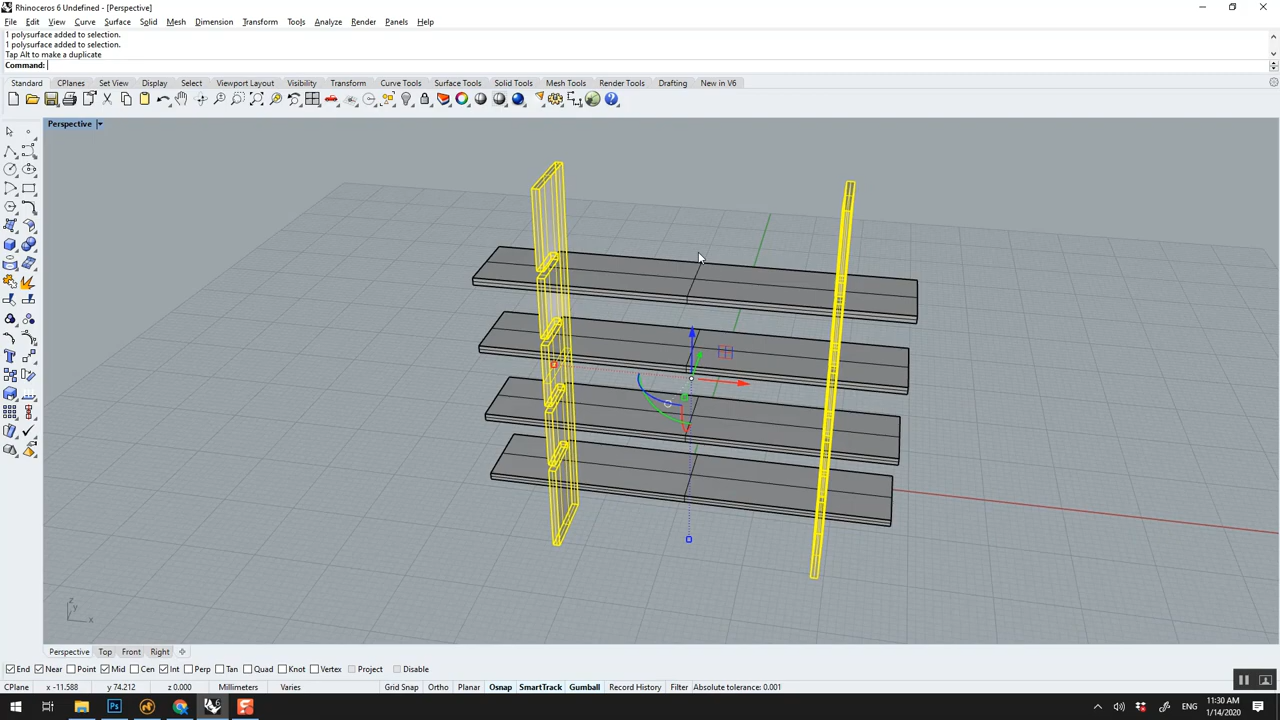 Rhinoceros 6 Undefined - [Perspective]
File Edit View Curve Surface Solid Mesh Dimension Transform Tools Analyze Render Panels Help
1 polysurface added to selection.
1 polysurface added to selection.
Tap Alt to make a duplicate
Command:
Standard CPlanes Set View Display Select Viewport Layout Visibility Transform Curve Tools Surface Tools Solid Tools Mesh Tools Render Tools Drafting New in V6
Perspective
z
y
x
Perspective Top Front Right
End Near Point Mid Cen Int Perp Tan Quad Knot Vertex Project Disable
CPlane x -11.588 y 74.212 z 0.000 Millimeters Varies Grid Snap Ortho Planar Osnap SmartTrack Gumball Record History Filter Absolute tolerance: 0.001
Ps ENG 11:30 AM
1/14/2020